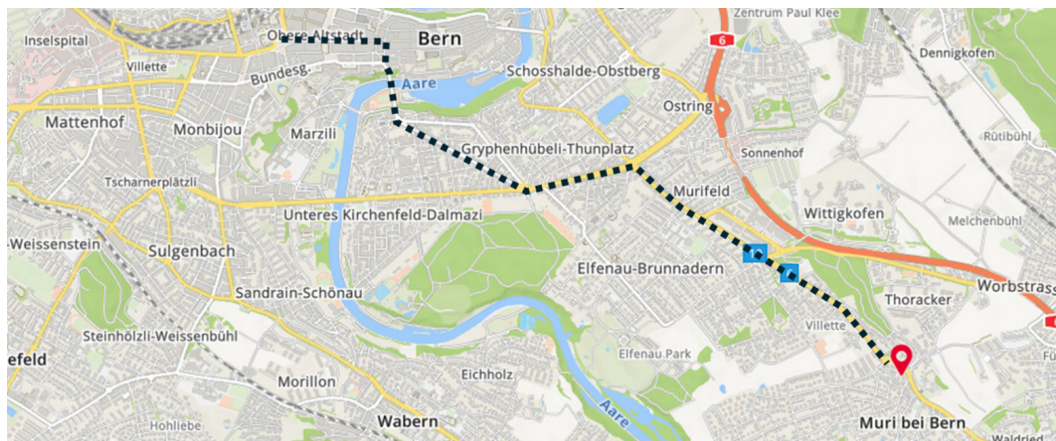 Zentrum Paul Klee
Inselspital
Obere Altstadt
Bern
6
Dennigkofen
Villette
Bundesg.
Aare
Schosshalde-Obstberg
Ostring
Mattenhof
Monbijou
Marzili
Rütibühl
Gryphenhübeli-Thunplatz
Sonnenhof
Tscharnerplätzli
Murifeld
Unteres Kirchenfeld-Dalmazi
Wittigkofen
Melchenbühl
-Weissenstein
Sulgenbach
Elfenau-Brunnadern
Sandrain-Schönau
Worbstrass
Thoracker
Villette
Steinhölzli-Weissenbühl
Elfenau Park
efeld
Fü
Eichholz
Morillon
Aare
Wabern
Muri bei Bern
Hohliebe
Waldried